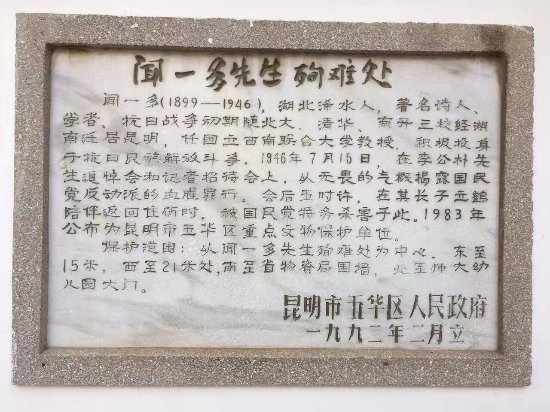 闻一多先生殉难处
闻一多(1899—1946)，湖北浠水人，著名诗人、
学者。抗日战争初期随北大、清华、南开三校经湖
南迁居昆明，任国立西南联合大学教授，积极投身
于抗日民族解放斗争。1946年7月15日，在李公朴先
生追悼会和记者招待会上，以无畏的气概揭露国民
党反动派的血腥罪行。会后五时许，在其长子立鹤
陪伴返回住所时，被国民党特务杀害于此。1983年
公布为昆明市五华区重点文物保护单位。
保护范围：从闻一多先生殉难处为中心，东至
15米，西至21米处，南至省物资局围墙，北至师大幼
儿园大门。
昆明市五华区人民政府
一九九二年二月立